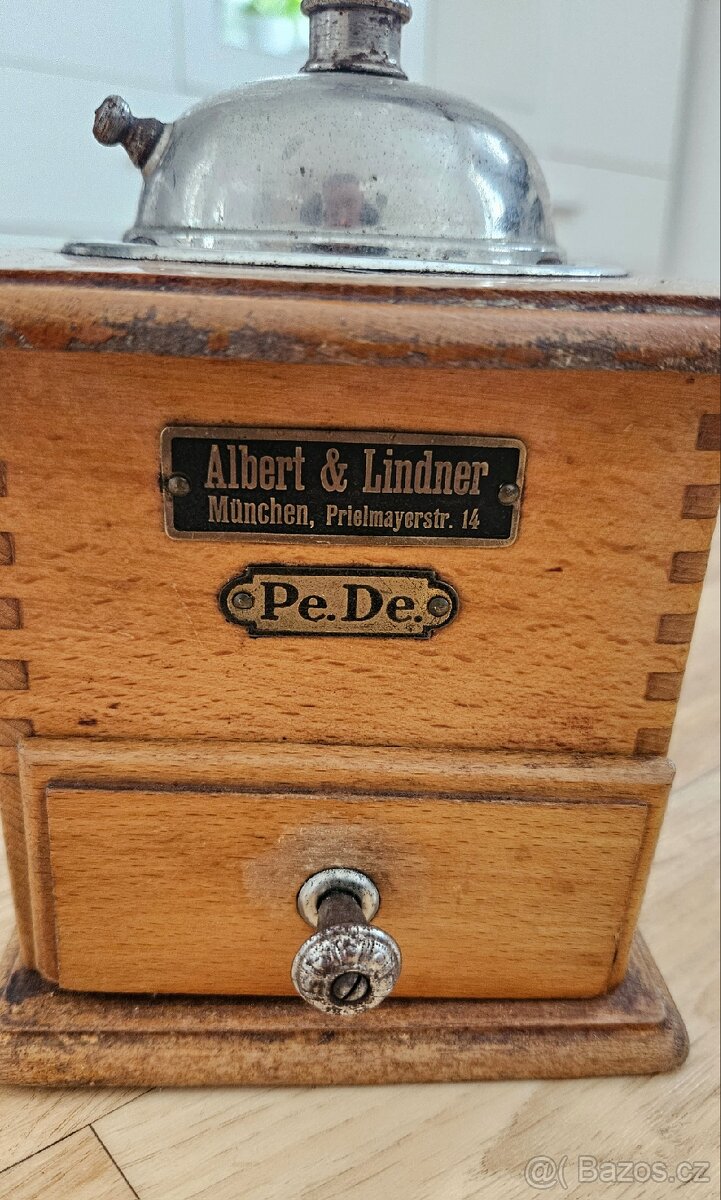 Albert & Lindner
München, Prielmayerstr. 14
Pe.De.
@( Bazos.cz